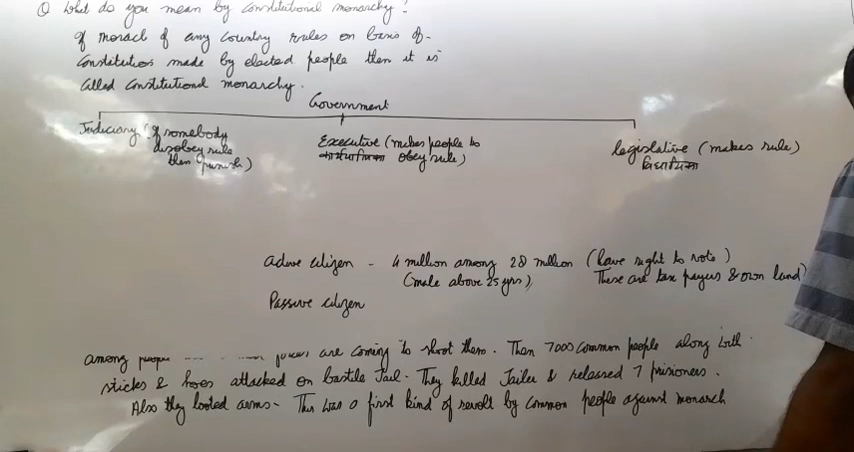 Q What do you mean by Constitutional monarchy?
If morach of any country rules on basis of
Constitution made by elected people then it is
Called Constitutional monarchy.
Government
Judiciary (If somebody disobey rule then punish)
Executive (makes people to obey rule)
कार्यपालिका
legislative (makes rule)
विधायिका
Active citizen - 4 million among 28 million (have right to vote)
(male above 25 yrs), These are tax payers & own land)
Passive citizen
among people are coming to shoot them. Then 7000 common people along with
sticks & hoes attacked on bastile Jail. They killed Jailer & released 7 prisioners.
Also they looted arms- This was a first kind of revolt by common people against monarch